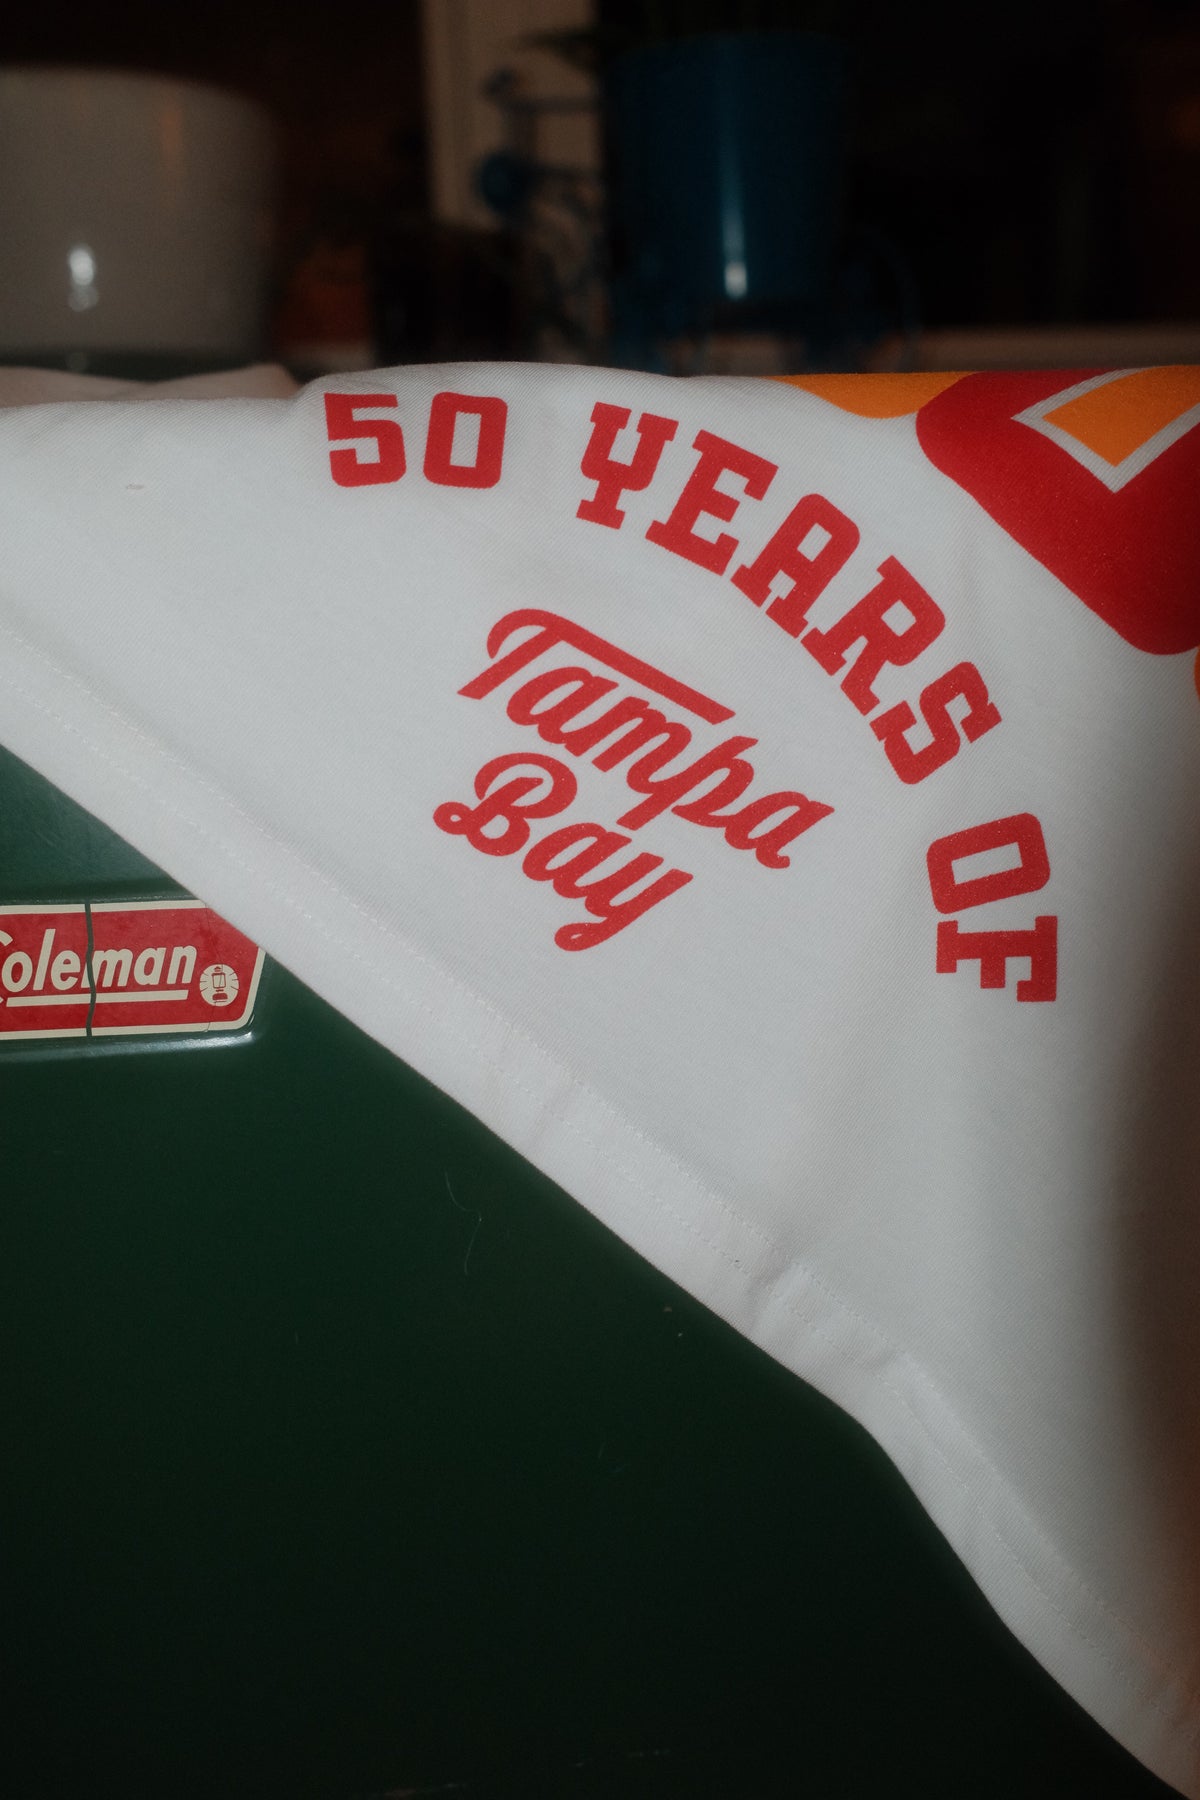 50 YEARS OF
Tampa
Bay
Coleman